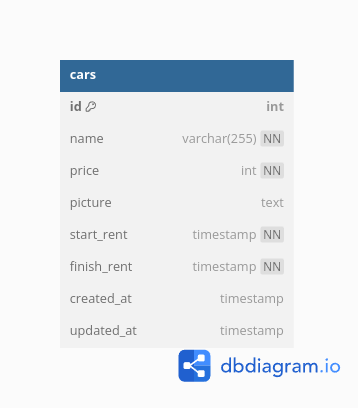 cars
id int
name varchar(255) NN
price int NN
picture text
start_rent timestamp NN
finish_rent timestamp NN
created_at timestamp
updated_at timestamp
dbdiagram.io